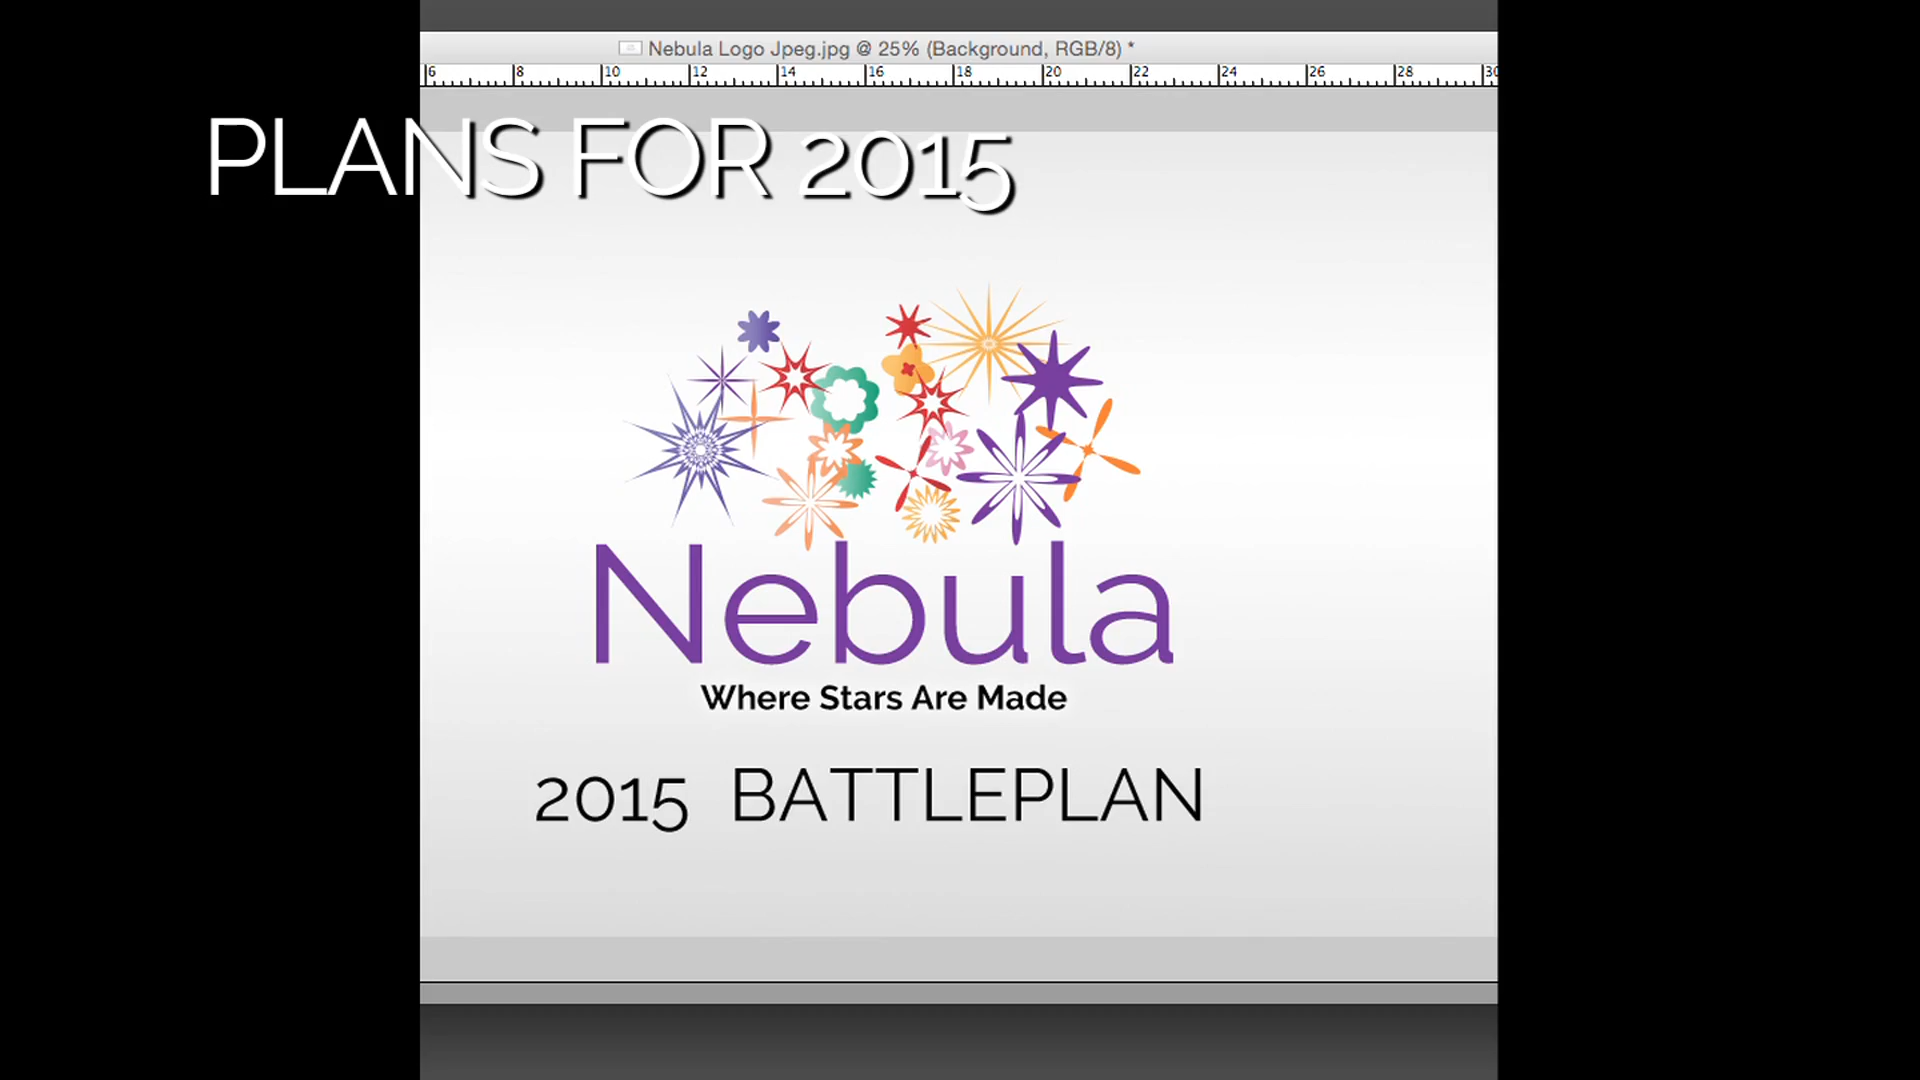 Nebula Logo Jpeg.jpg @ 25% (Background, RGB/8) *
6 8 10 12 14 16 18 20 22 24 26 28 30
PLANS FOR 2015
Nebula
Where Stars Are Made
2015 BATTLEPLAN